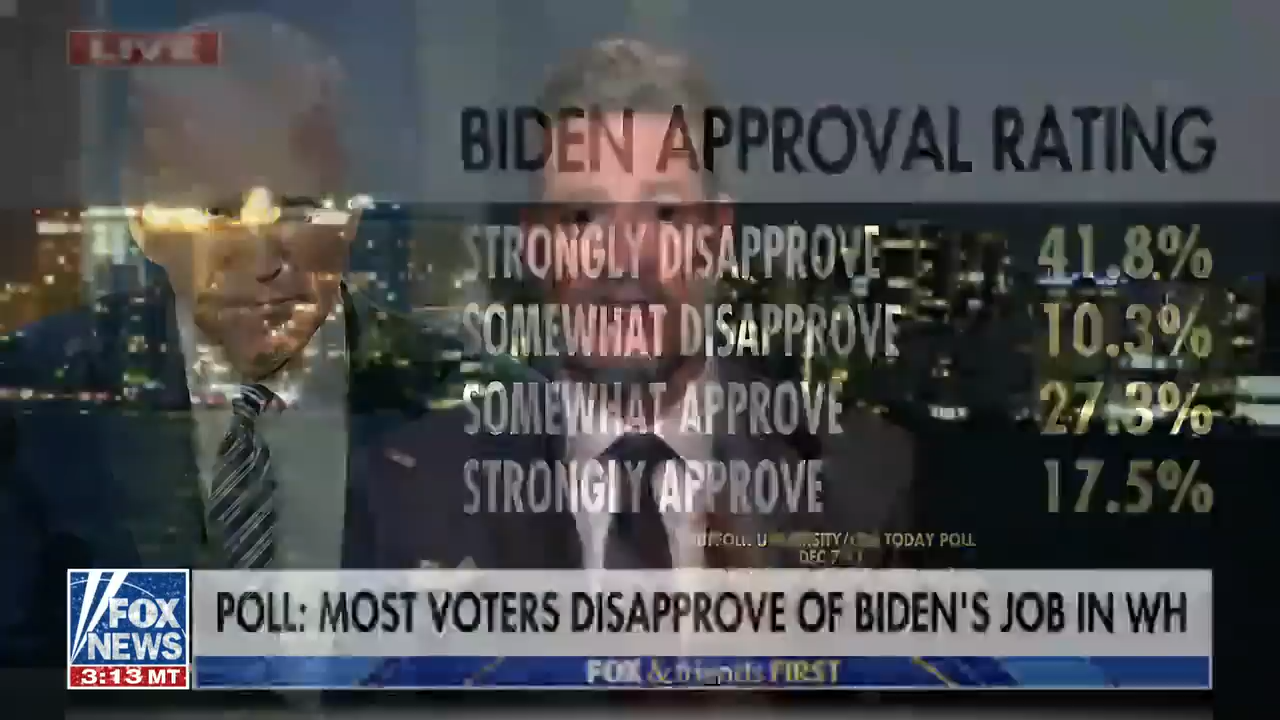 LIVE
BIDEN APPROVAL RATING
STRONGLY DISAPPROVE 41.8%
SOMEWHAT DISAPPROVE 10.3%
SOMEWHAT APPROVE 27.3%
STRONGLY APPROVE 17.5%
TODAY POLL
DEC
POLL: MOST VOTERS DISAPPROVE OF BIDEN'S JOB IN WH
FOX
NEWS
3:13 MT
FOX & friends FIRST